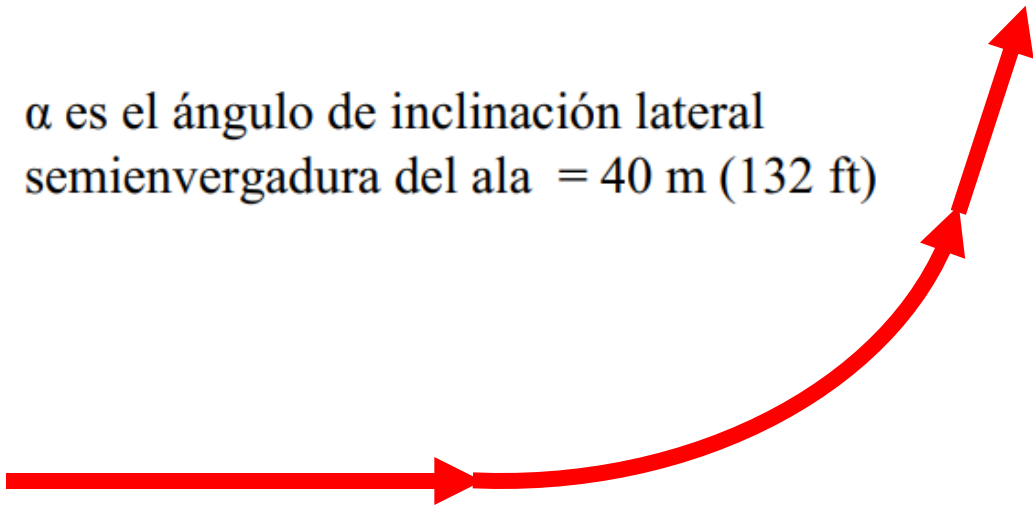 α es el ángulo de inclinación lateral
semienvergadura del ala = 40 m (132 ft)